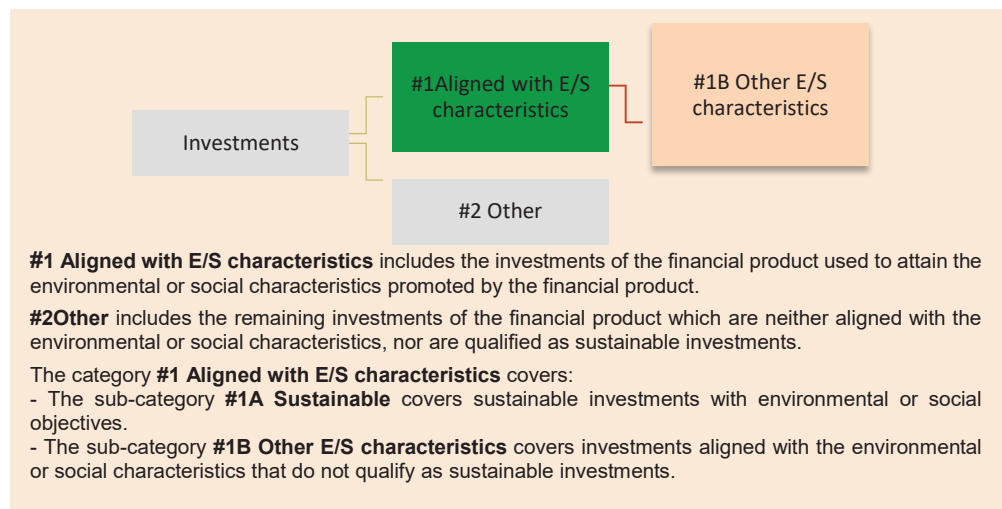 #1Aligned with E/S
characteristics
#1B Other E/S
characteristics
Investments
#2 Other
#1 Aligned with E/S characteristics includes the investments of the financial product used to attain the
environmental or social characteristics promoted by the financial product.
#2Other includes the remaining investments of the financial product which are neither aligned with the
environmental or social characteristics, nor are qualified as sustainable investments.
The category #1 Aligned with E/S characteristics covers:
- The sub-category #1A Sustainable covers sustainable investments with environmental or social
objectives.
- The sub-category #1B Other E/S characteristics covers investments aligned with the environmental
or social characteristics that do not qualify as sustainable investments.